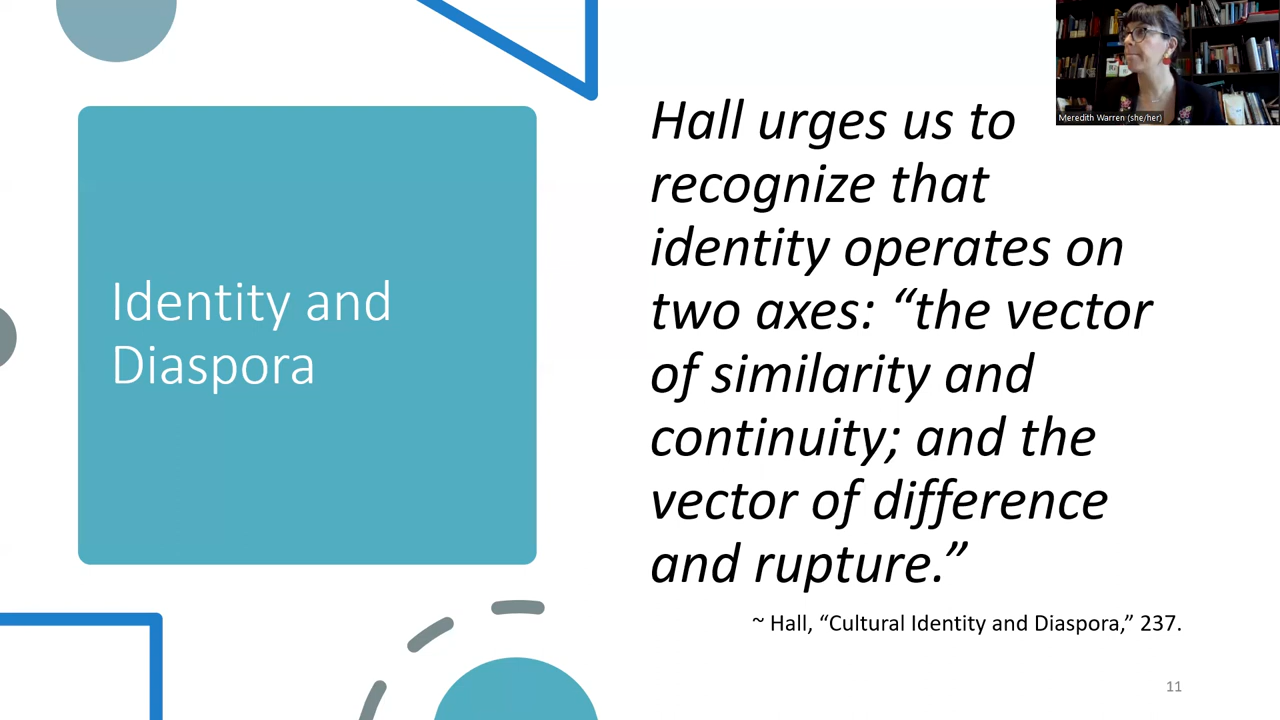 Identity and
Diaspora
Hall urges us to
recognize that
identity operates on
two axes: “the vector
of similarity and
continuity; and the
vector of difference
and rupture.”
~ Hall, “Cultural Identity and Diaspora,” 237.
11
Meredith Warren (she/her)